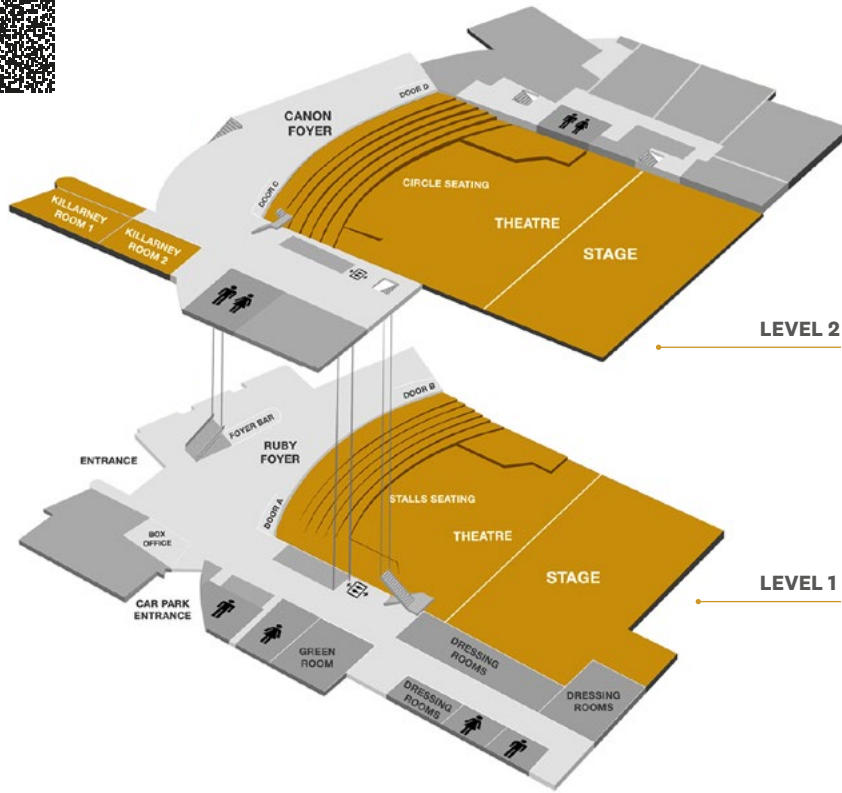 DOOR D
CANON
FOYER
CIRCLE SEATING
DOOR C
KILLARNEY
ROOM 1
KILLARNEY
ROOM 2
THEATRE
STAGE
LEVEL 2
DOOR B
FOYER BAR
RUBY
FOYER
ENTRANCE
STALLS SEATING
DOOR A
BOX
OFFICE
THEATRE
STAGE
LEVEL 1
CAR PARK
ENTRANCE
GREEN
ROOM
DRESSING
ROOMS
DRESSING
ROOMS
DRESSING
ROOMS